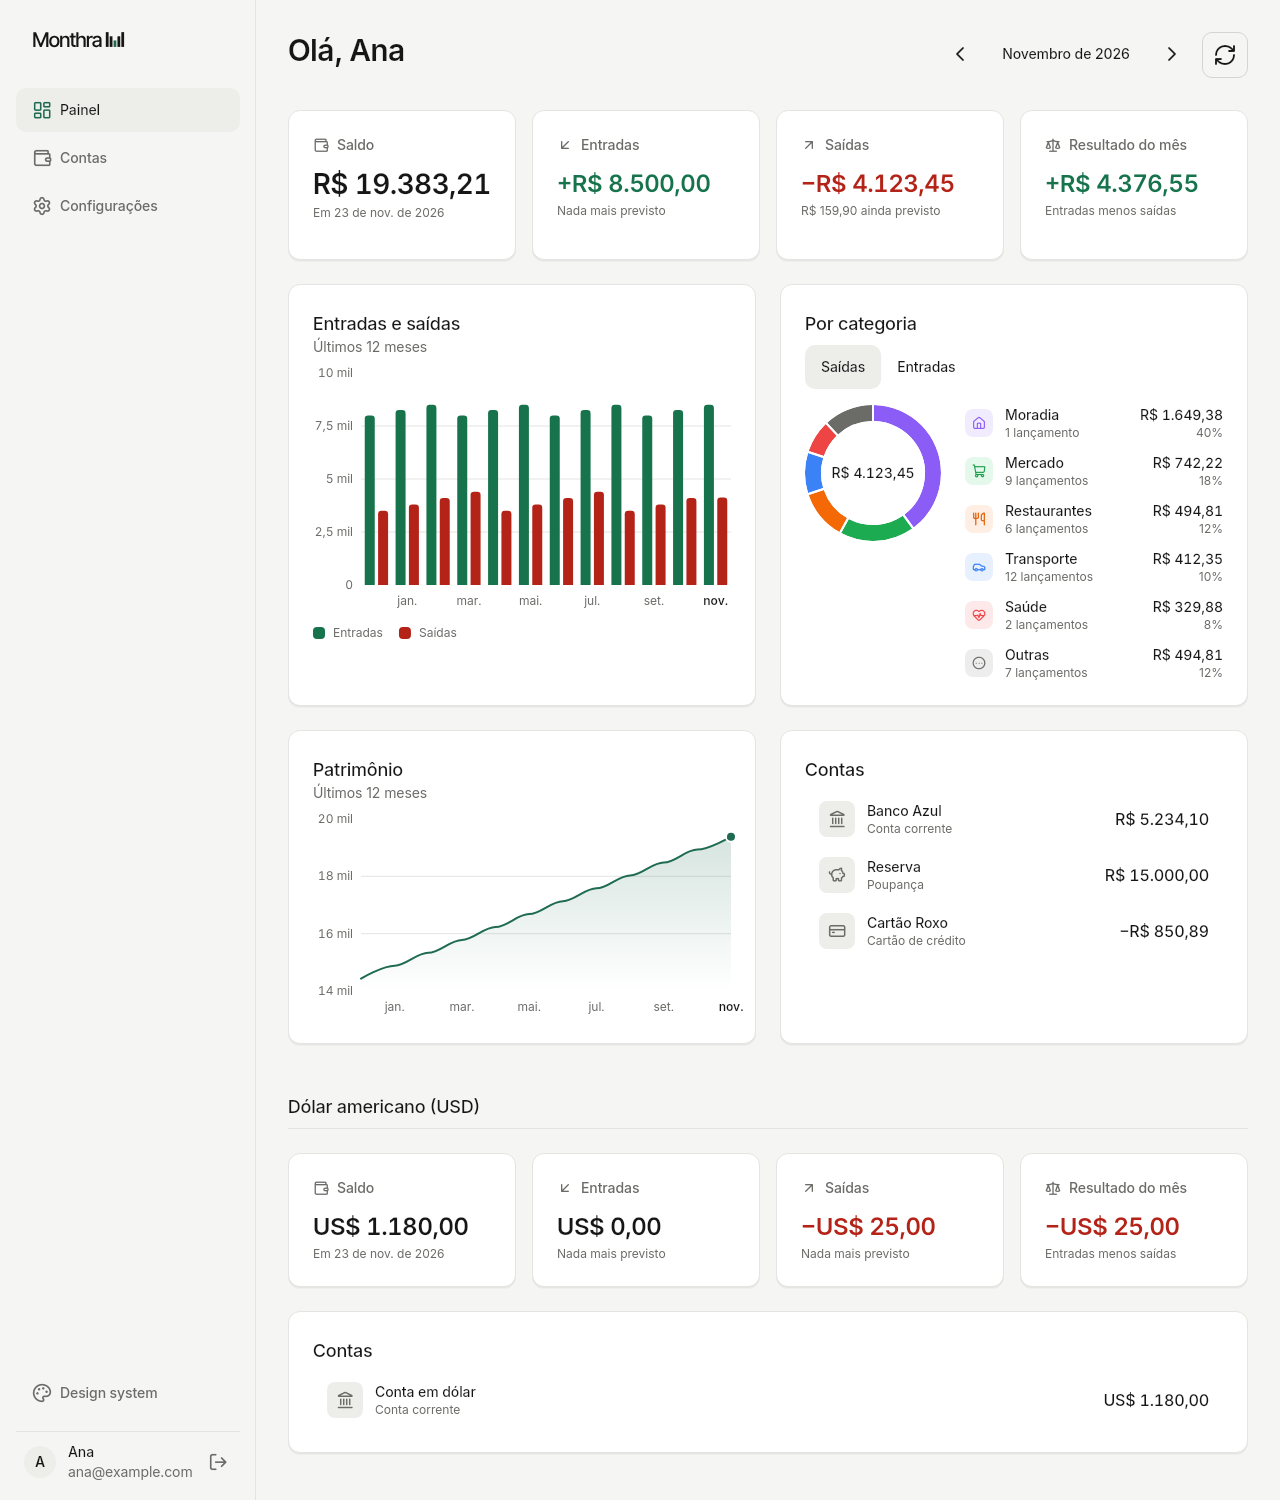 Monthra
Painel
Contas
Configurações
Design system
A
Ana
ana@example.com
Olá, Ana
Novembro de 2026
Saldo
R$ 19.383,21
Em 23 de nov. de 2026
Entradas
+R$ 8.500,00
Nada mais previsto
Saídas
−R$ 4.123,45
R$ 159,90 ainda previsto
Resultado do mês
+R$ 4.376,55
Entradas menos saídas
Entradas e saídas
Últimos 12 meses
10 mil
7,5 mil
5 mil
2,5 mil
0
jan. mar. mai. jul. set. nov.
Entradas Saídas
Por categoria
Saídas Entradas
R$ 4.123,45
Moradia R$ 1.649,38
1 lançamento 40%
Mercado R$ 742,22
9 lançamentos 18%
Restaurantes R$ 494,81
6 lançamentos 12%
Transporte R$ 412,35
12 lançamentos 10%
Saúde R$ 329,88
2 lançamentos 8%
Outras R$ 494,81
7 lançamentos 12%
Patrimônio
Últimos 12 meses
20 mil
18 mil
16 mil
14 mil
jan. mar. mai. jul. set. nov.
Contas
Banco Azul R$ 5.234,10
Conta corrente
Reserva R$ 15.000,00
Poupança
Cartão Roxo −R$ 850,89
Cartão de crédito
Dólar americano (USD)
Saldo
US$ 1.180,00
Em 23 de nov. de 2026
Entradas
US$ 0,00
Nada mais previsto
Saídas
−US$ 25,00
Nada mais previsto
Resultado do mês
−US$ 25,00
Entradas menos saídas
Contas
Conta em dólar US$ 1.180,00
Conta corrente